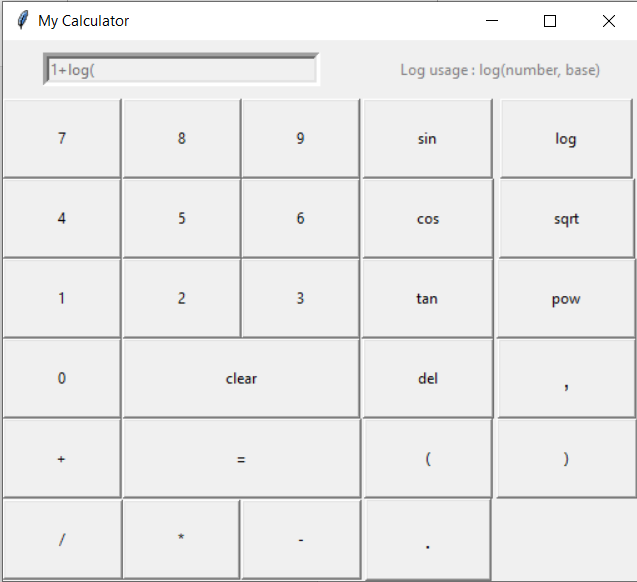 My Calculator
1+log(
Log usage : log(number, base)
7 8 9 sin log
4 5 6 cos sqrt
1 2 3 tan pow
0 clear del ,
+ = ( )
/ * - .